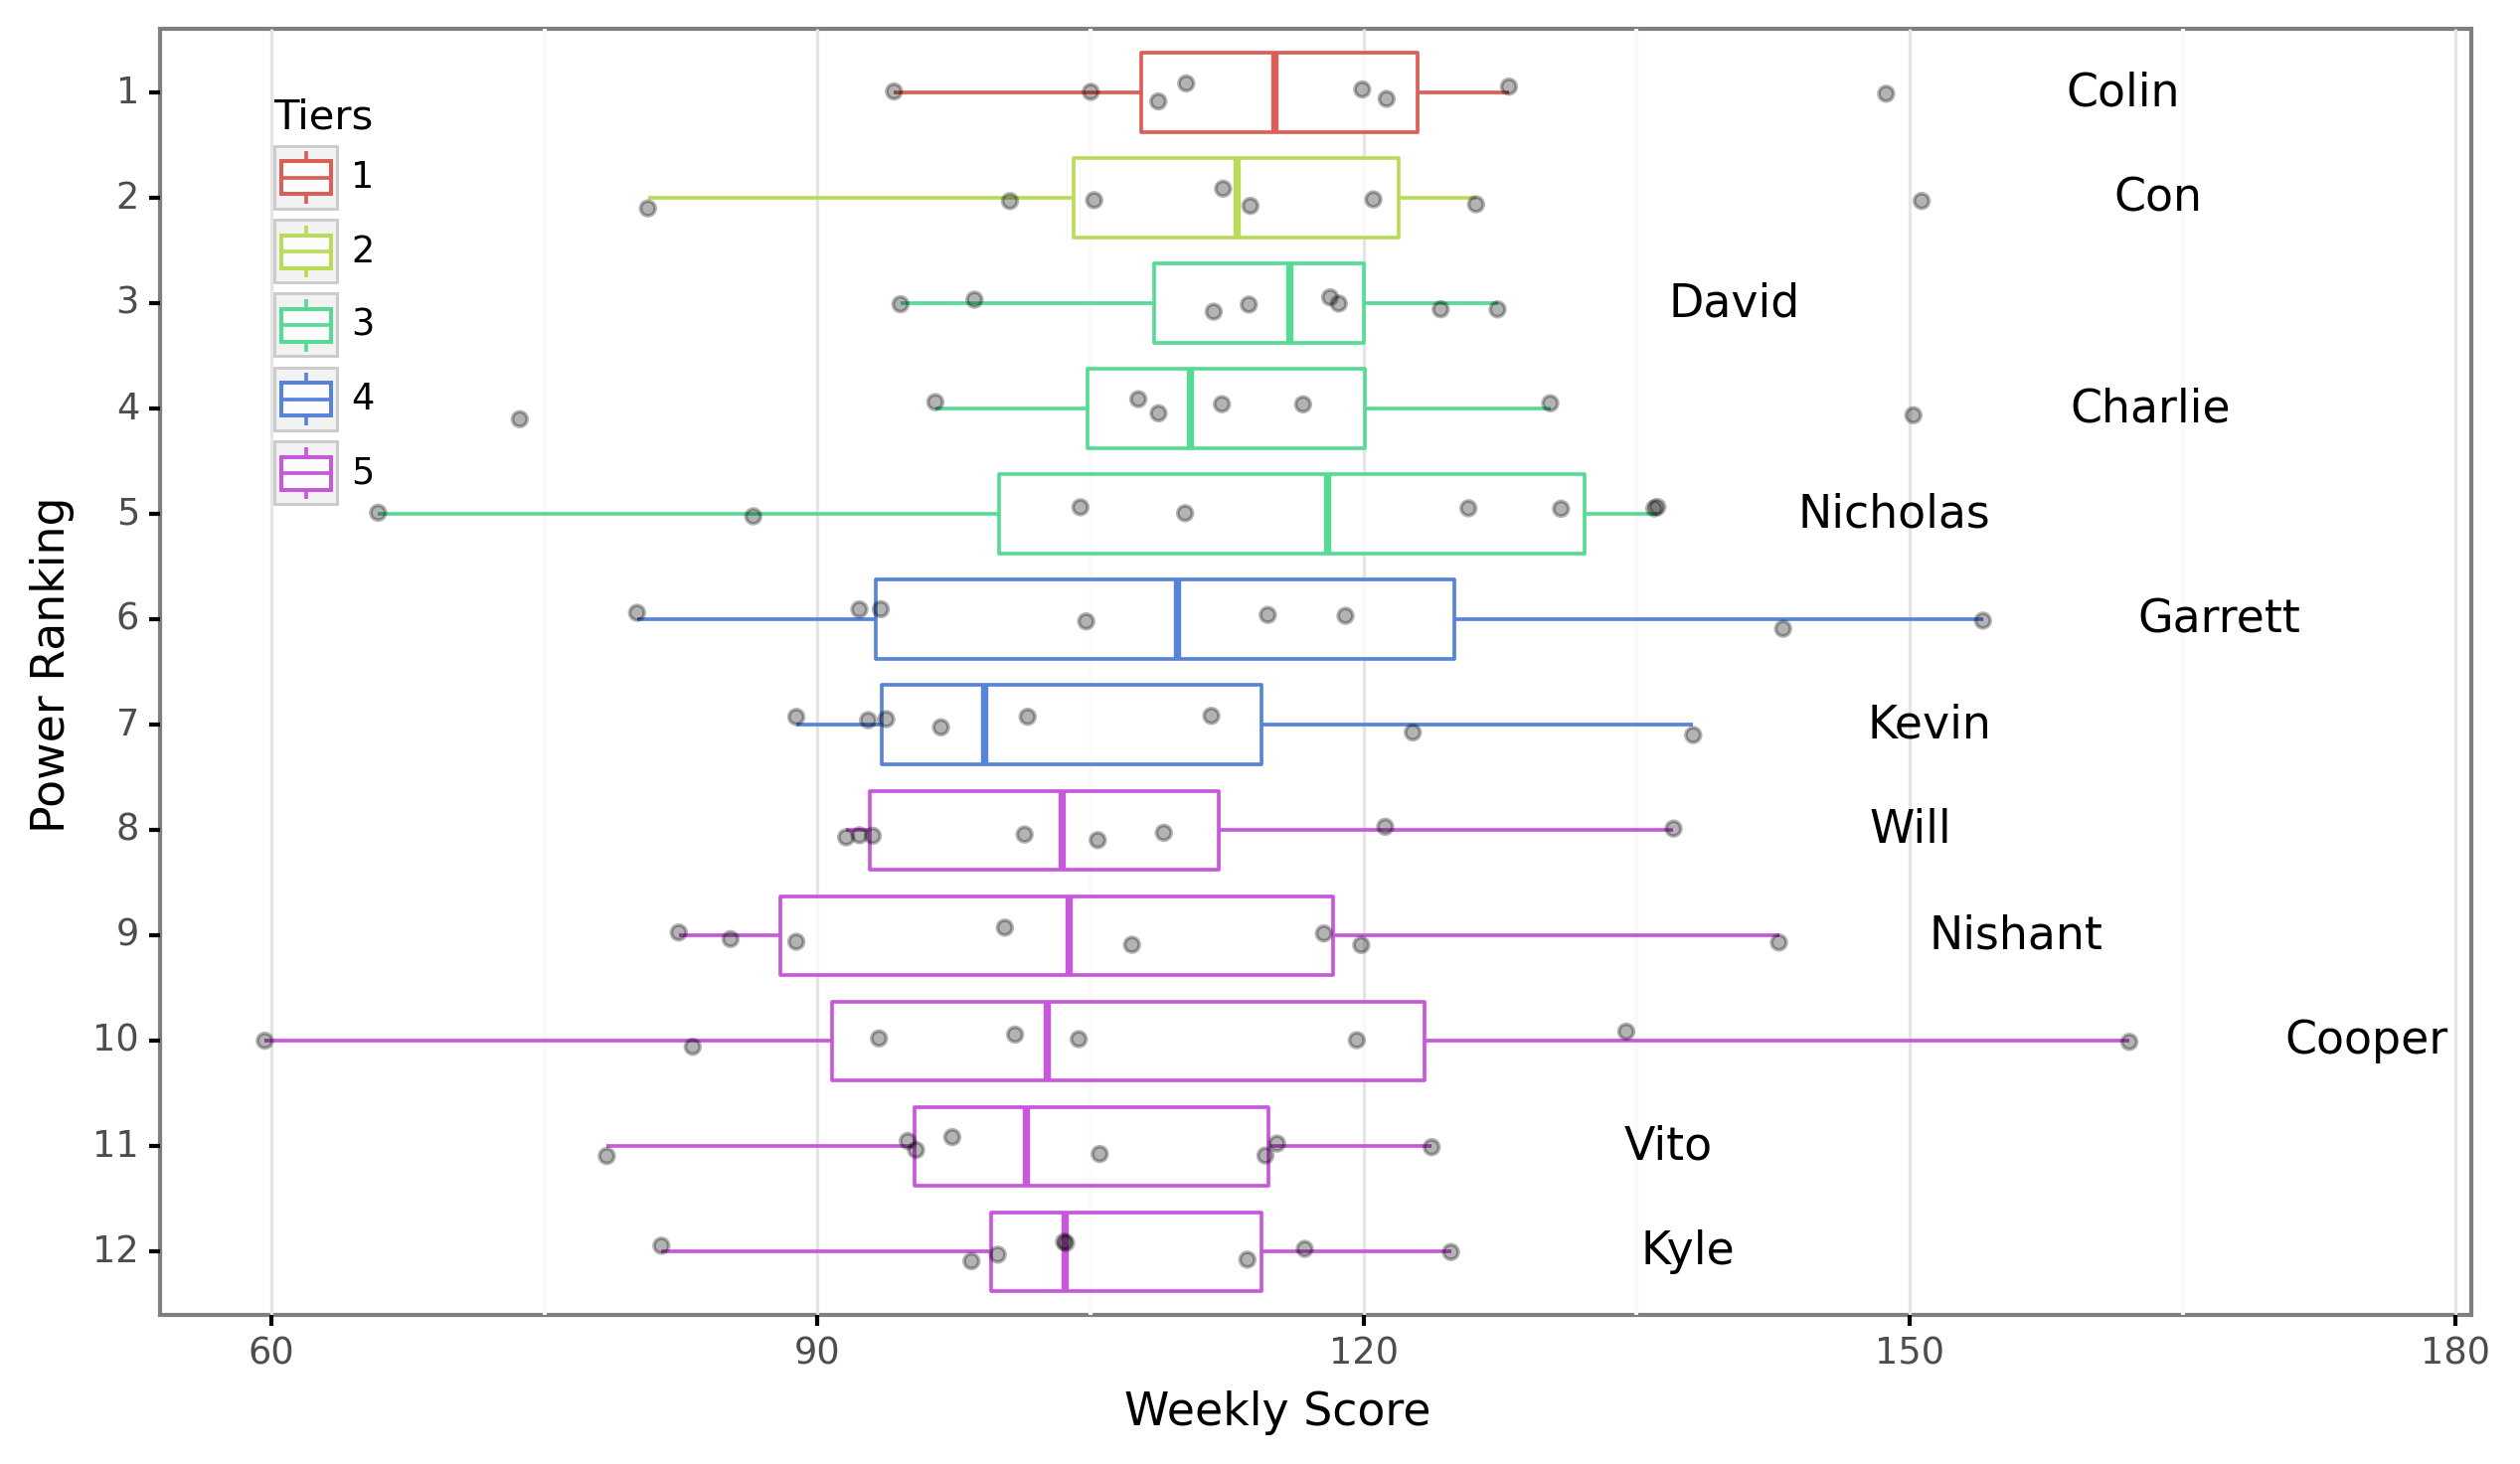 Tiers
1
2
3
4
5
Power Ranking
1
2
3
4
5
6
7
8
9
10
11
12
Colin
Con
David
Charlie
Nicholas
Garrett
Kevin
Will
Nishant
Cooper
Vito
Kyle
60 90 120 150 180
Weekly Score